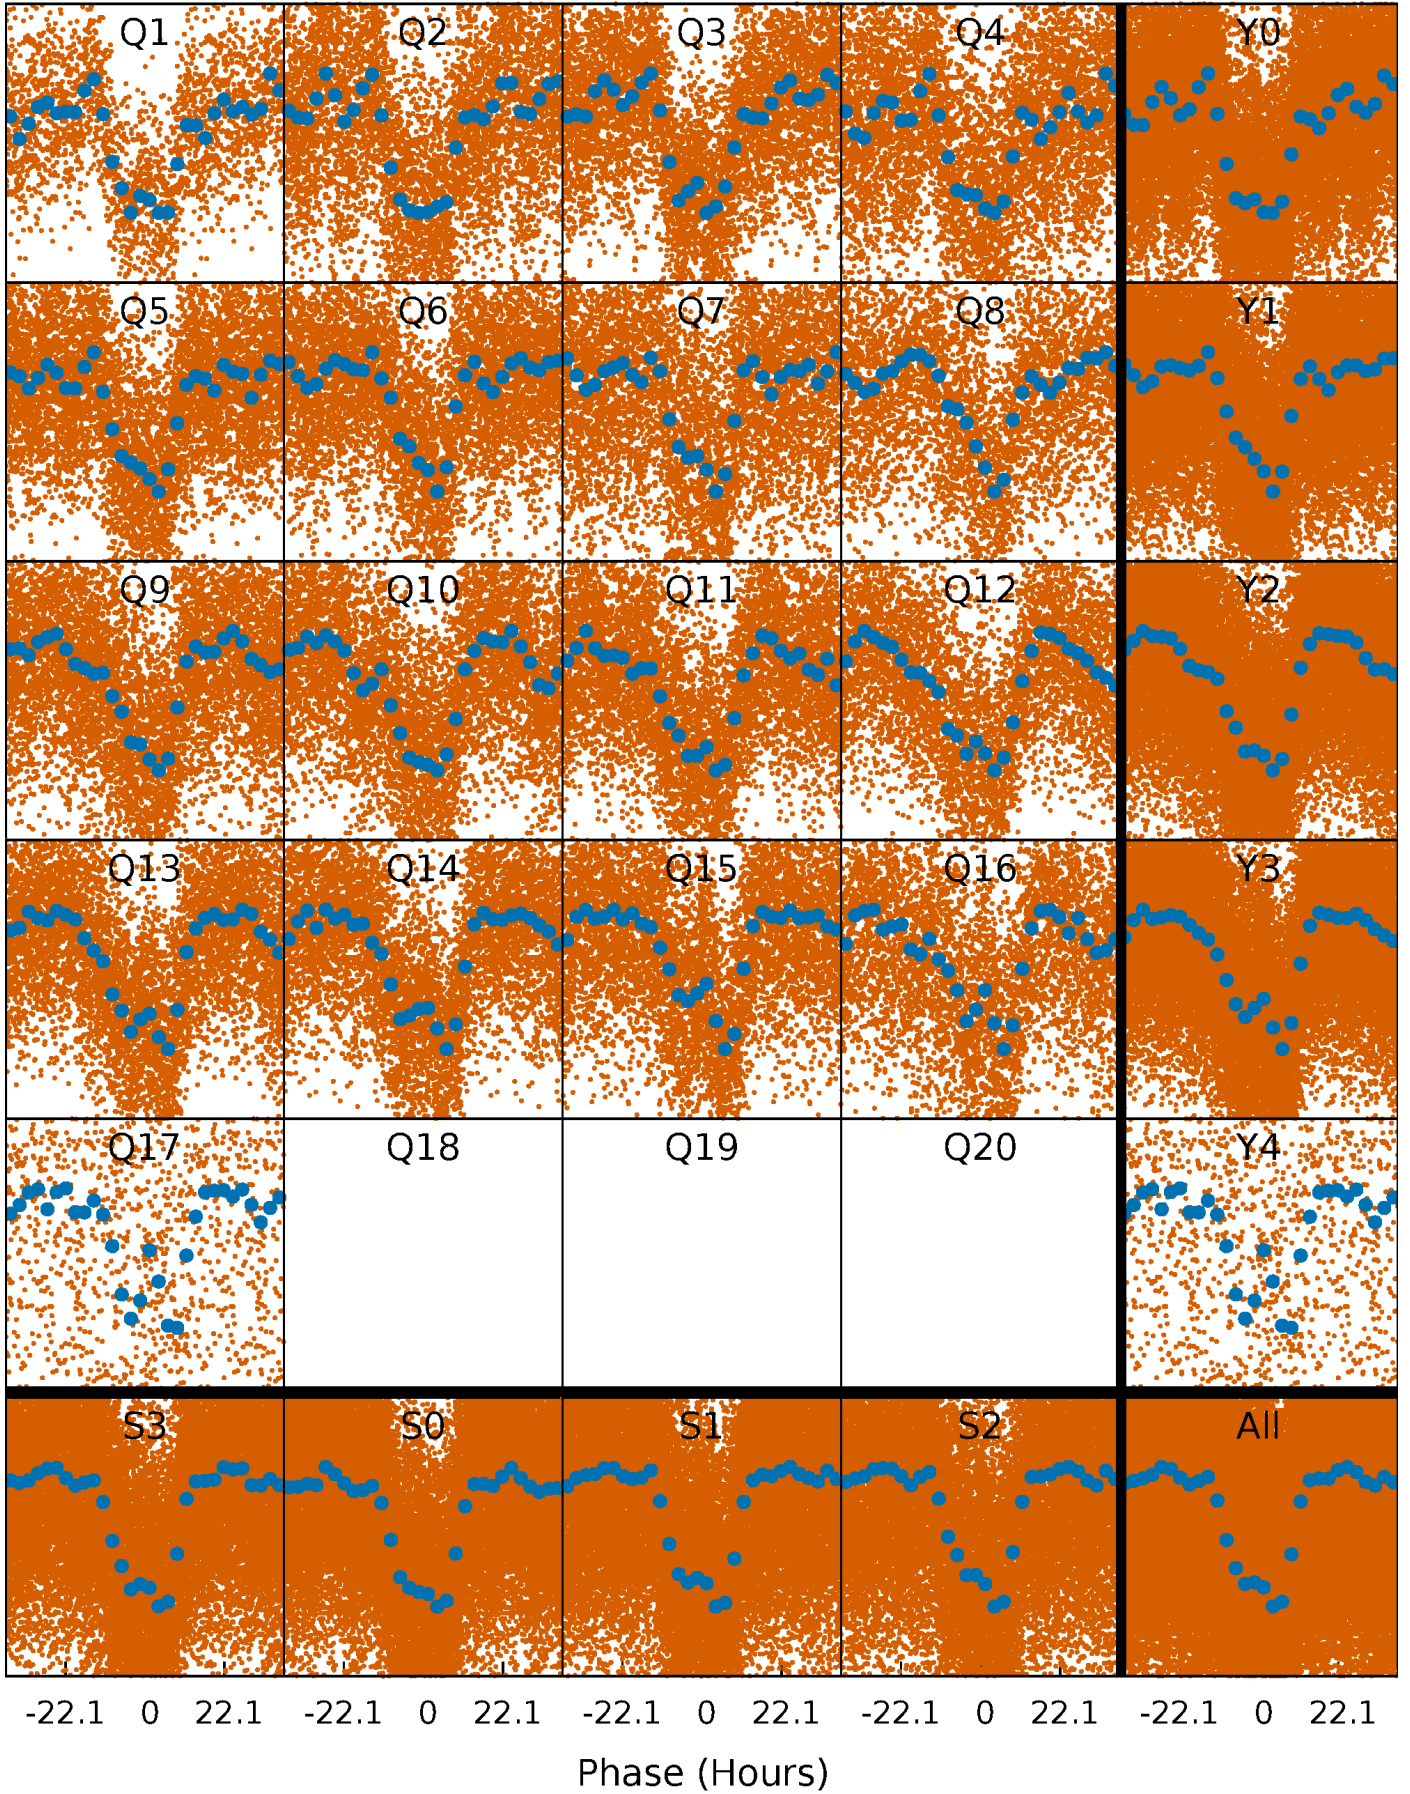 Q1 Q2 Q3 Q4 Y0
Q5 Q6 Q7 Q8 Y1
Q9 Q10 Q11 Q12 Y2
Q13 Q14 Q15 Q16 Y3
Q17 Q18 Q19 Q20 Y4
S3 S0 S1 S2 All
-22.1 0 22.1 -22.1 0 22.1 -22.1 0 22.1 -22.1 0 22.1 -22.1 0 22.1
Phase (Hours)